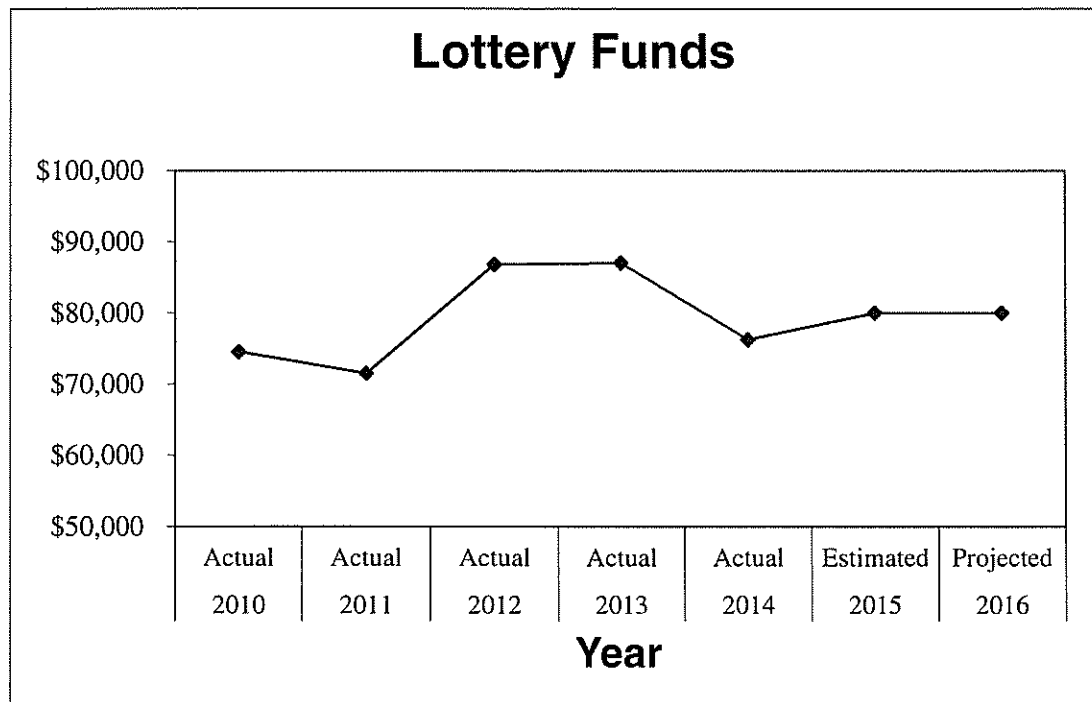 Lottery Funds
$100,000
$90,000
$80,000
$70,000
$60,000
$50,000
Actual Actual Actual Actual Actual Estimated Projected
2010 2011 2012 2013 2014 2015 2016
Year